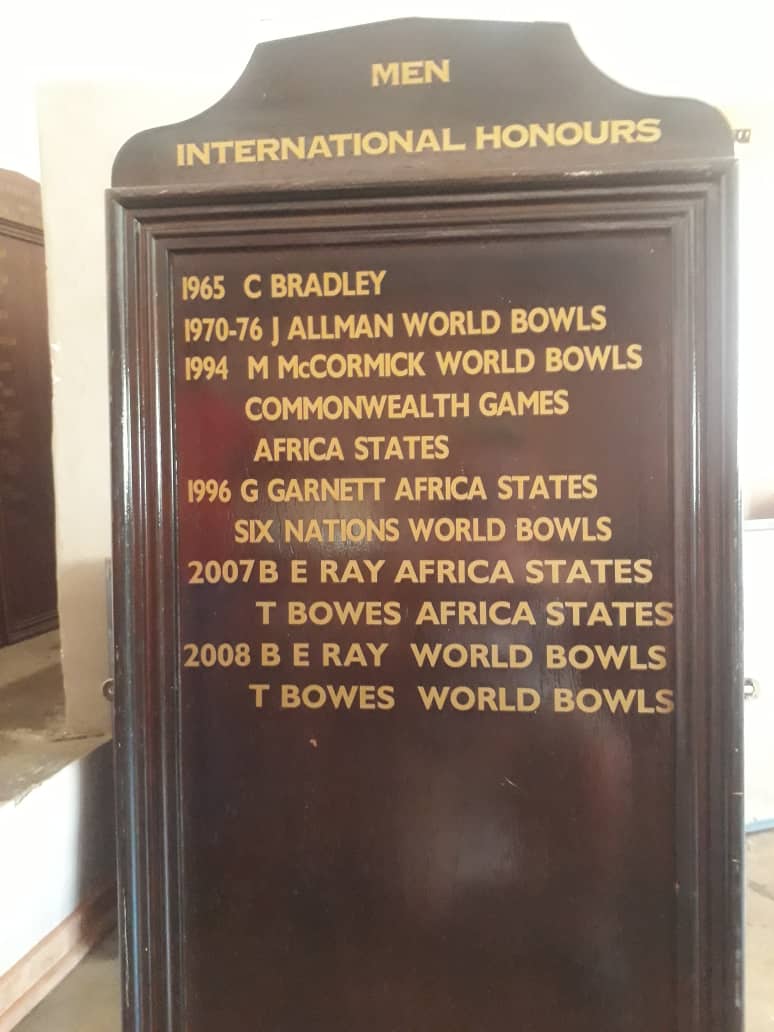 MEN
INTERNATIONAL HONOURS
1965 C BRADLEY
1970-76 J ALLMAN WORLD BOWLS
1994 M McCORMICK WORLD BOWLS
COMMONWEALTH GAMES
AFRICA STATES
1996 G GARNETT AFRICA STATES
SIX NATIONS WORLD BOWLS
2007 B E RAY AFRICA STATES
T BOWES AFRICA STATES
2008 B E RAY WORLD BOWLS
T BOWES WORLD BOWLS